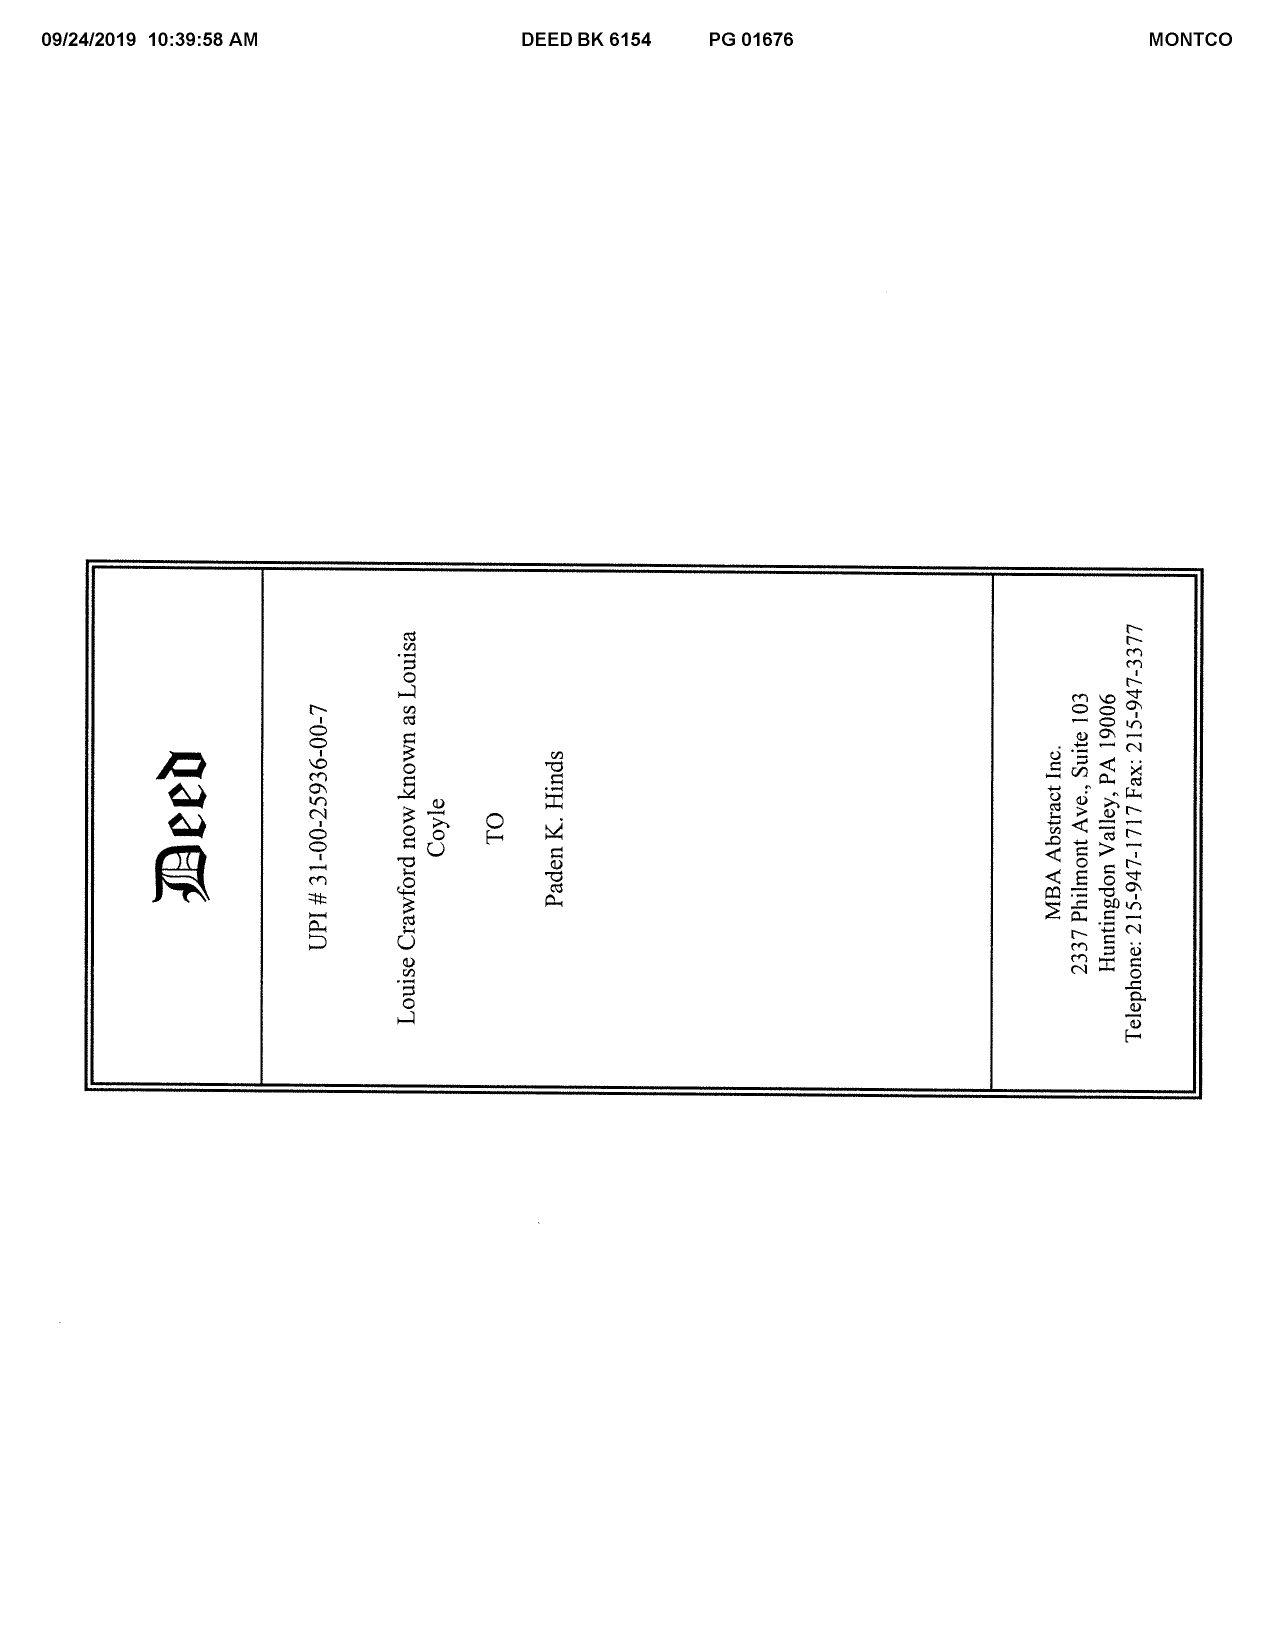 09/24/2019 10:39:58 AM DEED BK 6154 PG 01676 MONTCO
Deed
UPI # 31-00-25936-00-7
Louise Crawford now known as Louisa
Coyle
TO
Paden K. Hinds
MBA Abstract Inc.
2337 Philmont Ave., Suite 103
Huntingdon Valley, PA 19006
Telephone: 215-947-1717 Fax: 215-947-3377